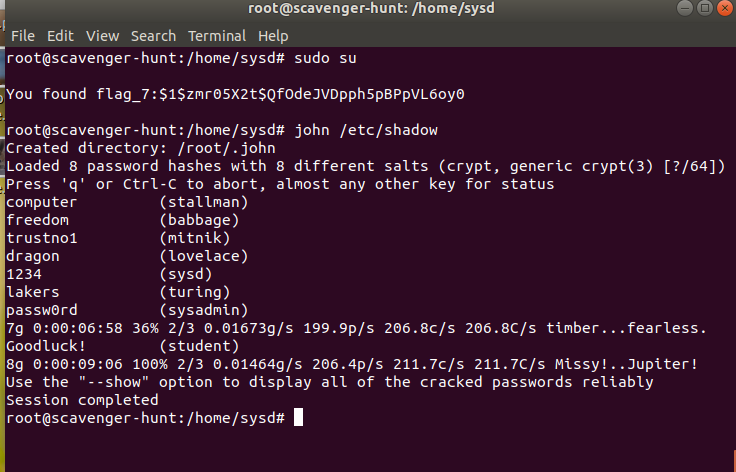 root@scavenger-hunt: /home/sysd
File Edit View Search Terminal Help
root@scavenger-hunt:/home/sysd# sudo su
You found flag_7:$1$zmr05X2t$QfOdeJVDpph5pBPpVL6oy0
root@scavenger-hunt:/home/sysd# john /etc/shadow
Created directory: /root/.john
Loaded 8 password hashes with 8 different salts (crypt, generic crypt(3) [?/64])
Press 'q' or Ctrl-C to abort, almost any other key for status
computer         (stallman)
freedom          (babbage)
trustno1         (mitnik)
dragon           (lovelace)
1234             (sysd)
lakers           (turing)
passw0rd         (sysadmin)
7g 0:00:06:58 36% 2/3 0.01673g/s 199.9p/s 206.8c/s 206.8C/s timber...fearless.
Goodluck!        (student)
8g 0:00:09:06 100% 2/3 0.01464g/s 206.4p/s 211.7c/s 211.7C/s Missy!..Jupiter!
Use the "--show" option to display all of the cracked passwords reliably
Session completed
root@scavenger-hunt:/home/sysd#